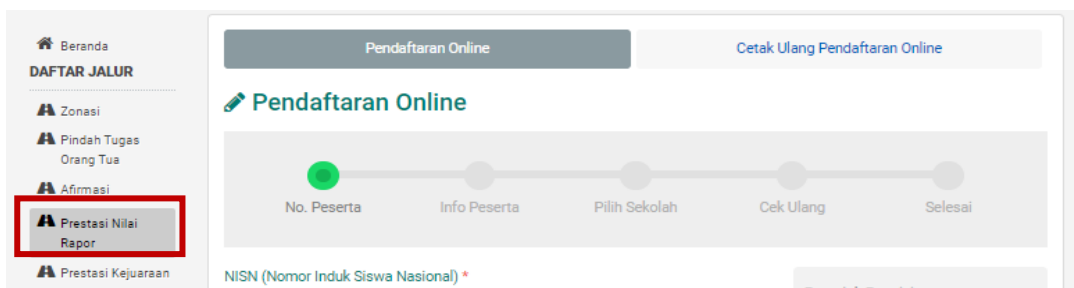 Beranda
DAFTAR JALUR
Zonasi
Pindah Tugas
Orang Tua
Afirmasi
Prestasi Nilai
Rapor
Prestasi Kejuaraan
Pendaftaran Online
Cetak Ulang Pendaftaran Online
Pendaftaran Online
No. Peserta
Info Peserta
Pilih Sekolah
Cek Ulang
Selesai
NISN (Nomor Induk Siswa Nasional) *